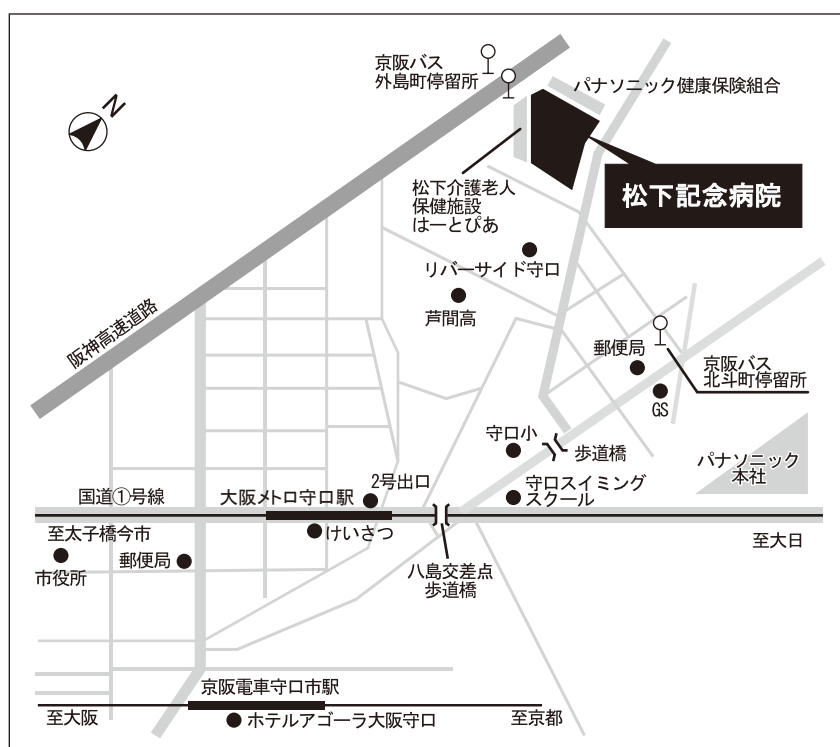 京阪バス
外島町停留所
パナソニック健康保険組合
N
松下記念病院
松下介護老人
保健施設
はーとぴあ
リバーサイド守口
芦間高
阪神高速道路
郵便局
京阪バス
北斗町停留所
GS
守口小
歩道橋
パナソニック
本社
2号出口
守口スイミング
スクール
国道①号線
大阪メトロ守口駅
至太子橋今市
けいさつ
至大日
市役所
郵便局
八島交差点
歩道橋
京阪電車守口市駅
至大阪
ホテルアゴーラ大阪守口
至京都